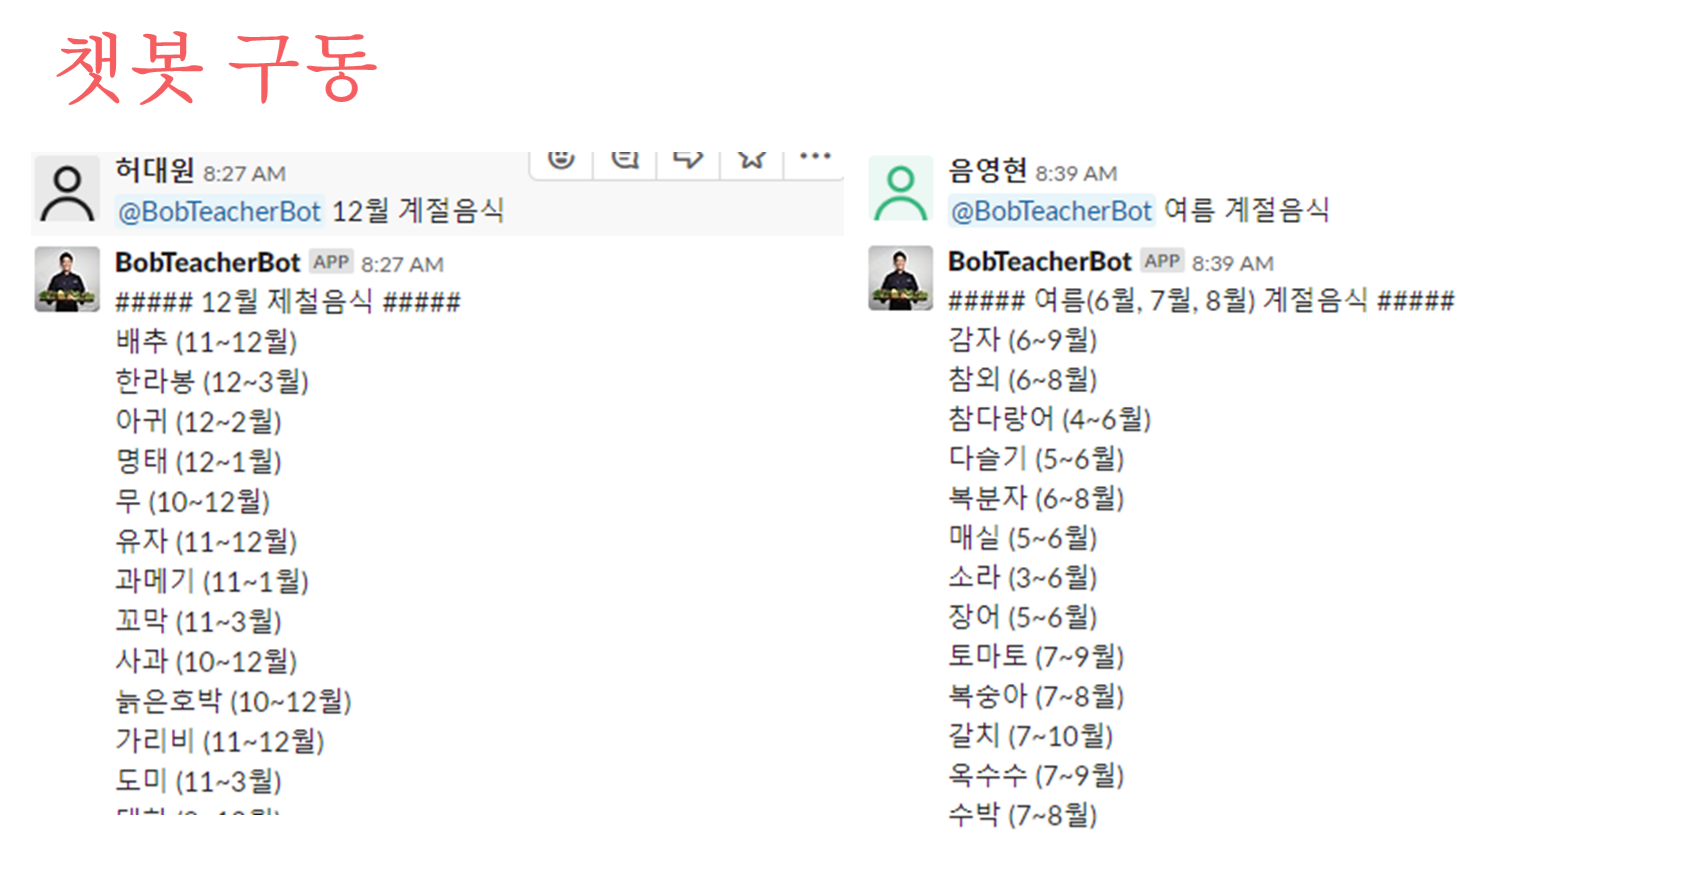 챗봇 구동
허대원 8:27 AM
@BobTeacherBot 12월 계절음식
BobTeacherBot APP 8:27 AM
##### 12월 제철음식 #####
배추 (11~12월)
한라봉 (12~3월)
아귀 (12~2월)
명태 (12~1월)
무 (10~12월)
유자 (11~12월)
과메기 (11~1월)
꼬막 (11~3월)
사과 (10~12월)
늙은호박 (10~12월)
가리비 (11~12월)
도미 (11~3월)
음영현 8:39 AM
@BobTeacherBot 여름 계절음식
BobTeacherBot APP 8:39 AM
##### 여름(6월, 7월, 8월) 계절음식 #####
감자 (6~9월)
참외 (6~8월)
참다랑어 (4~6월)
다슬기 (5~6월)
복분자 (6~8월)
매실 (5~6월)
소라 (3~6월)
장어 (5~6월)
토마토 (7~9월)
복숭아 (7~8월)
갈치 (7~10월)
옥수수 (7~9월)
수박 (7~8월)